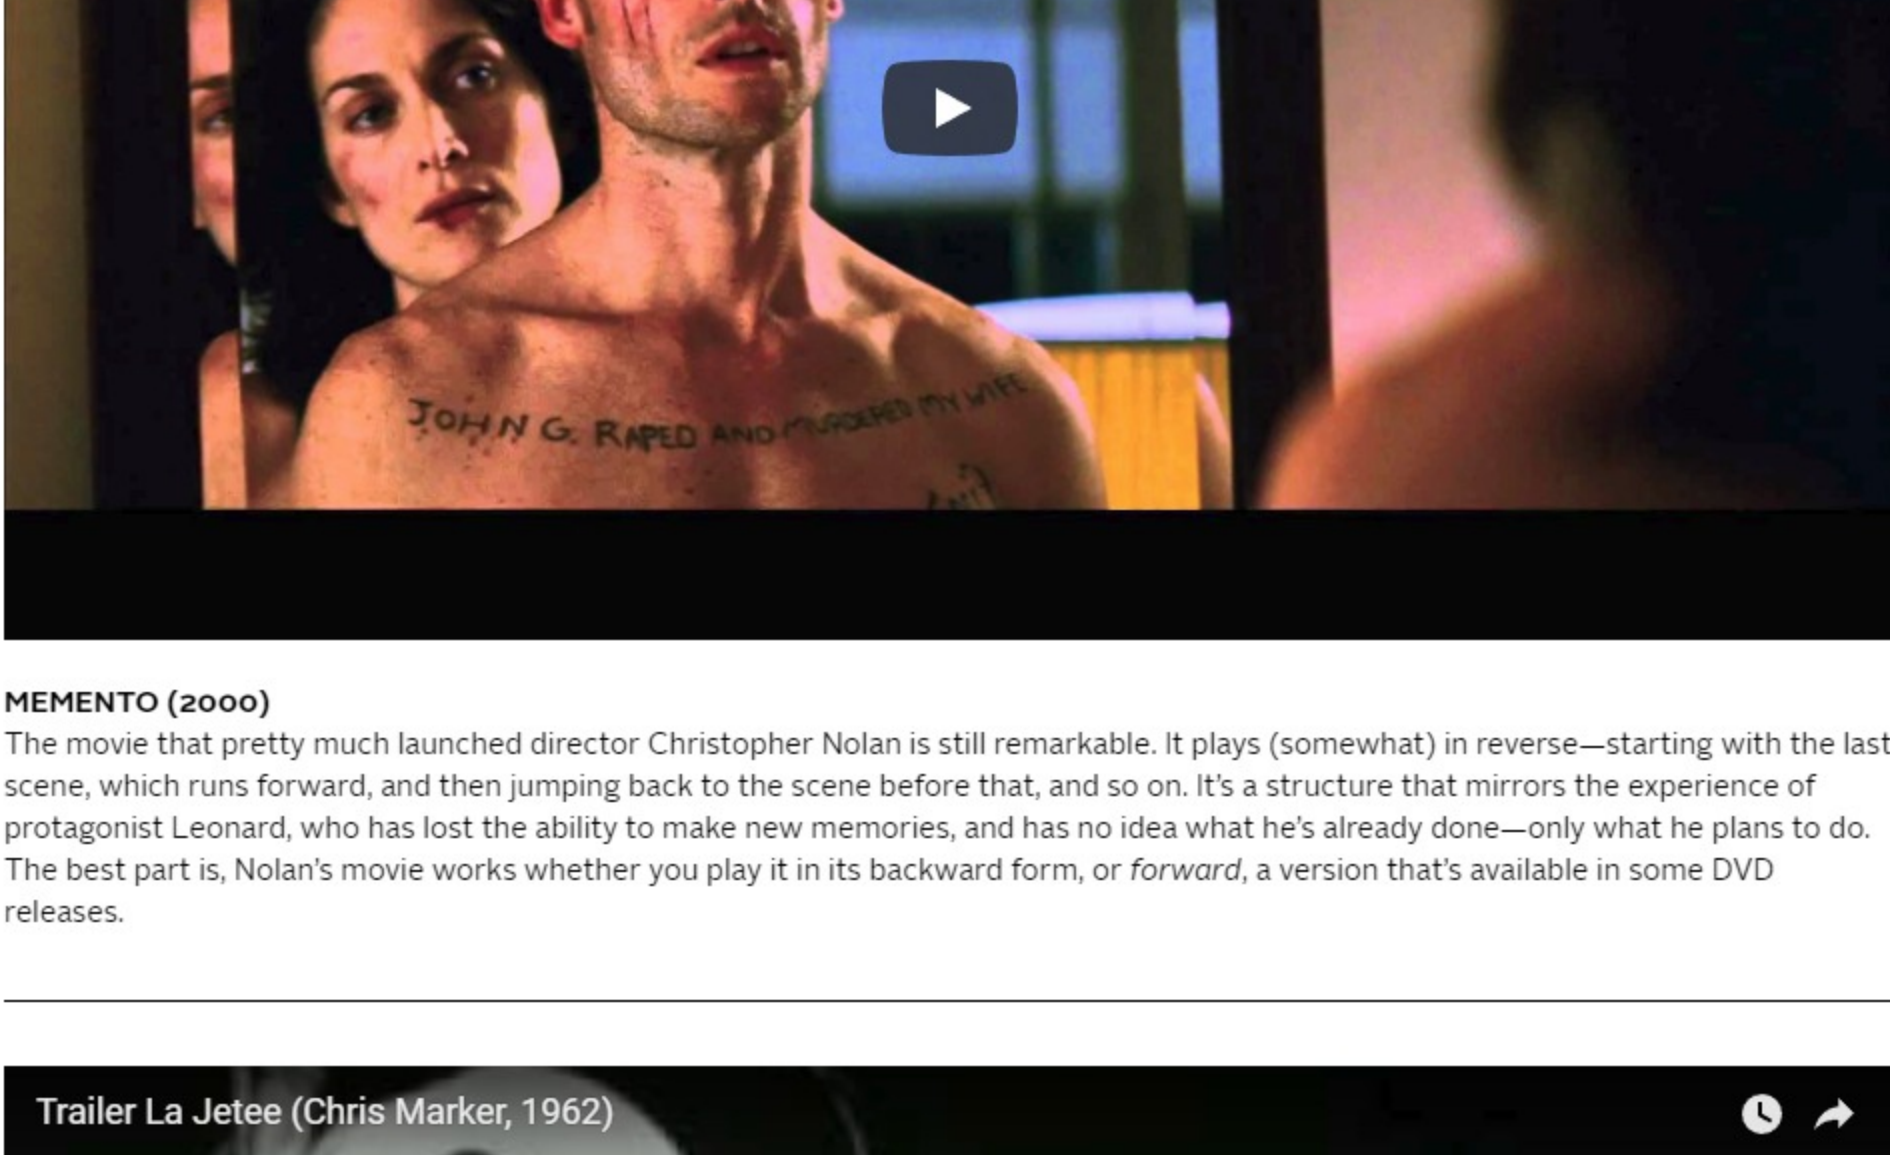 JOHN G. RAPED AND MURDERED MY WIFE
MEMENTO (2000)
The movie that pretty much launched director Christopher Nolan is still remarkable. It plays (somewhat) in reverse—starting with the last
scene, which runs forward, and then jumping back to the scene before that, and so on. It's a structure that mirrors the experience of
protagonist Leonard, who has lost the ability to make new memories, and has no idea what he's already done—only what he plans to do.
The best part is, Nolan's movie works whether you play it in its backward form, or forward, a version that's available in some DVD
releases.
Trailer La Jetee (Chris Marker, 1962)